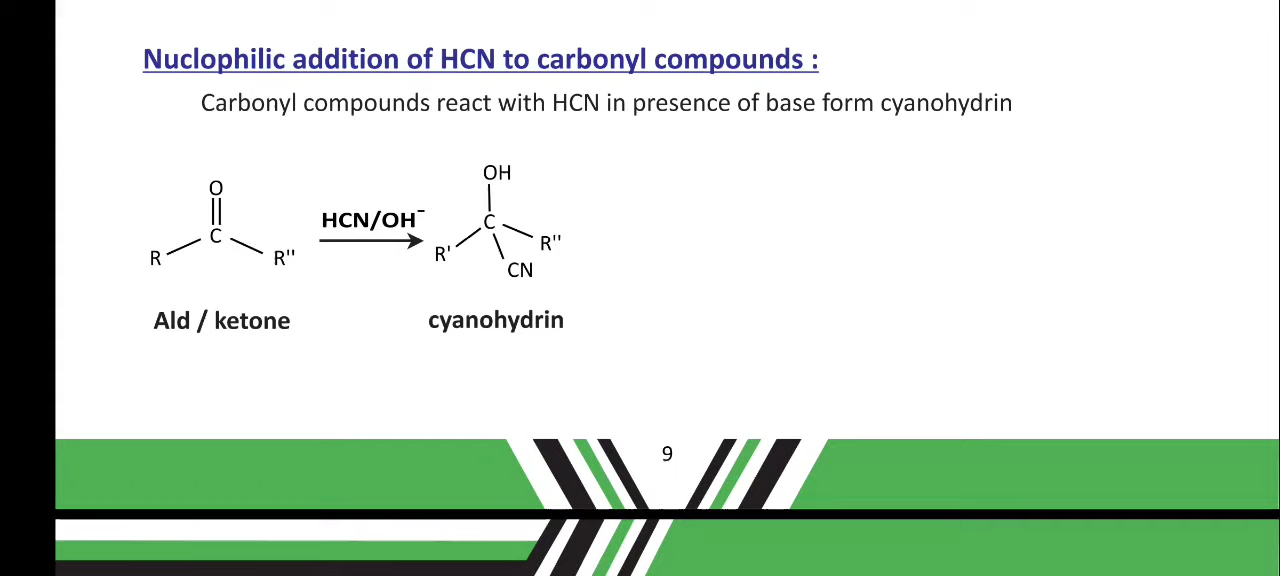 Nuclophilic addition of HCN to carbonyl compounds :
Carbonyl compounds react with HCN in presence of base form cyanohydrin
O
C
R
R''
HCN/OH⁻
OH
C
R'
R''
CN
Ald / ketone
cyanohydrin
9